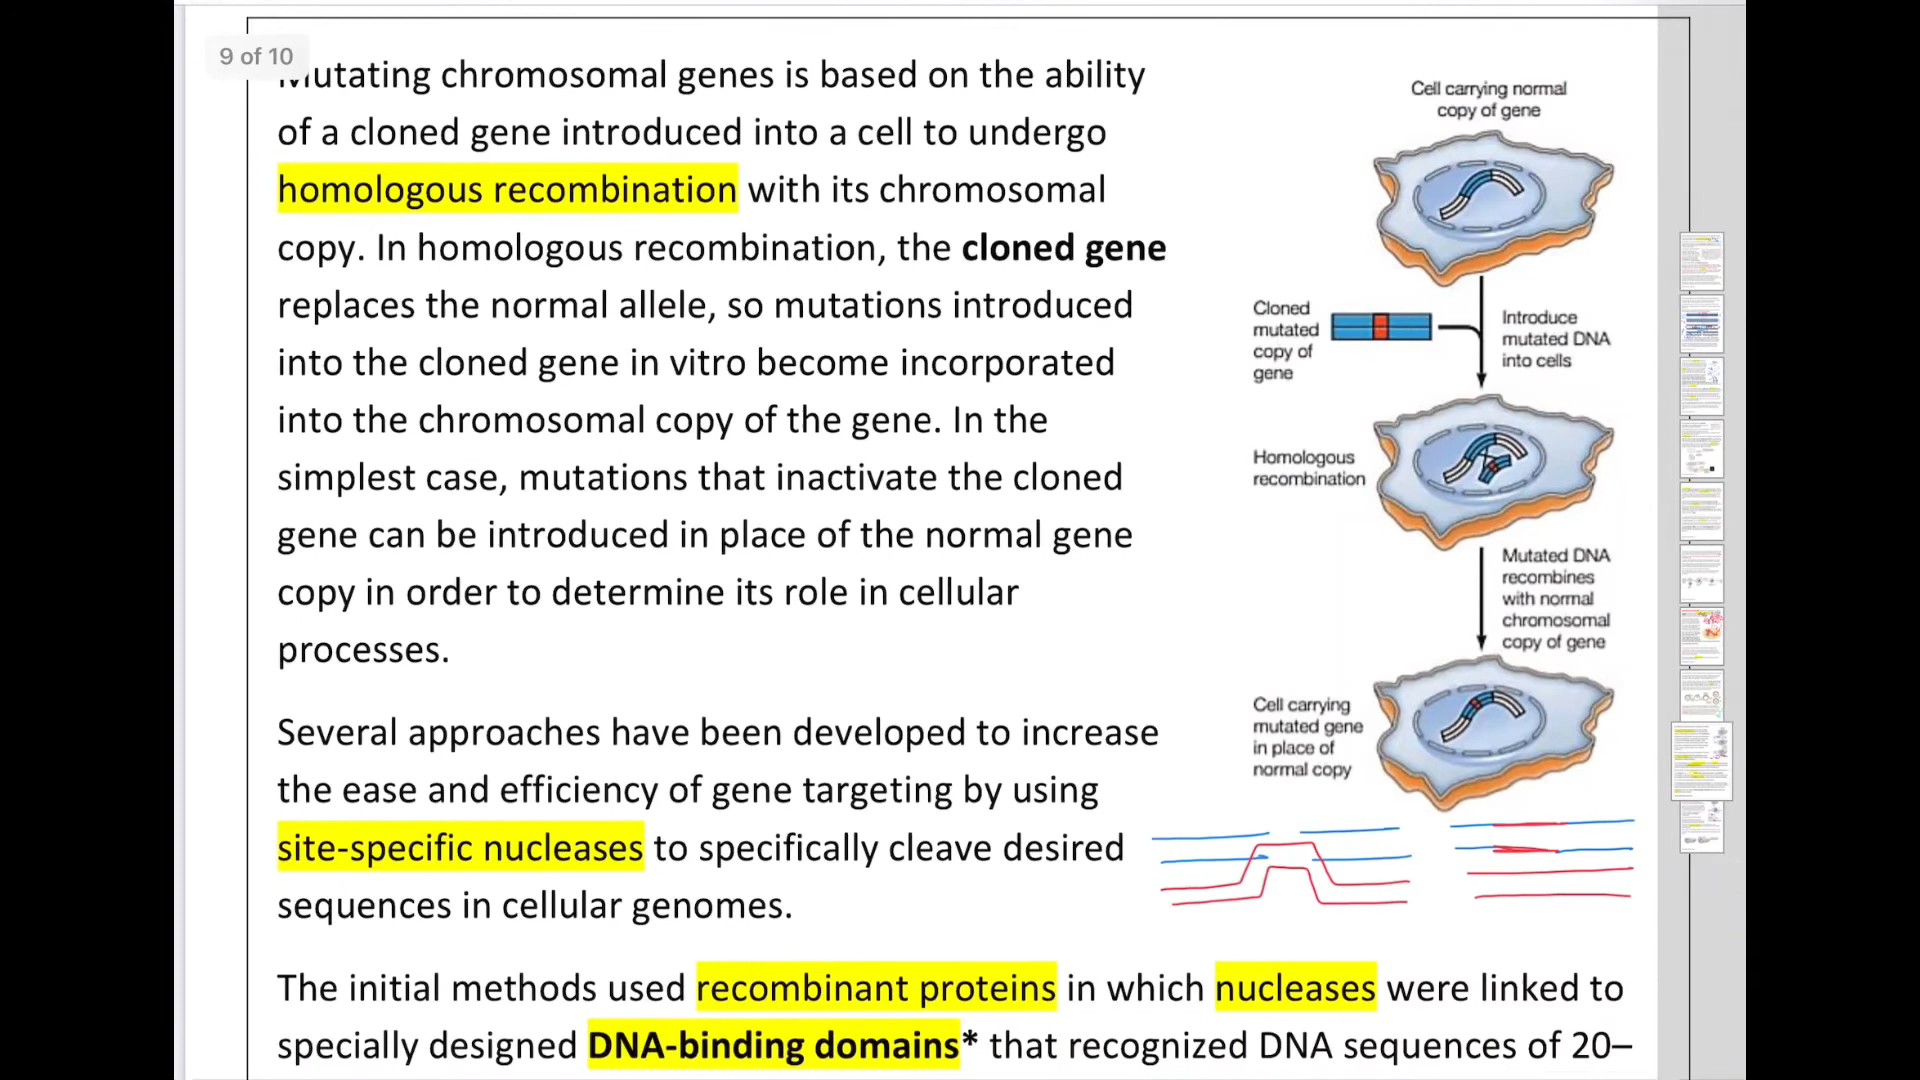 9 of 10
Mutating chromosomal genes is based on the ability
of a cloned gene introduced into a cell to undergo
homologous recombination with its chromosomal
copy. In homologous recombination, the cloned gene
replaces the normal allele, so mutations introduced
into the cloned gene in vitro become incorporated
into the chromosomal copy of the gene. In the
simplest case, mutations that inactivate the cloned
gene can be introduced in place of the normal gene
copy in order to determine its role in cellular
processes.
Several approaches have been developed to increase
the ease and efficiency of gene targeting by using
site-specific nucleases to specifically cleave desired
sequences in cellular genomes.
Cell carrying normal
copy of gene
Cloned
mutated
copy of
gene
Introduce
mutated DNA
into cells
Homologous
recombination
Mutated DNA
recombines
with normal
chromosomal
copy of gene
Cell carrying
mutated gene
in place of
normal copy
The initial methods used recombinant proteins in which nucleases were linked to
specially designed DNA-binding domains* that recognized DNA sequences of 20–